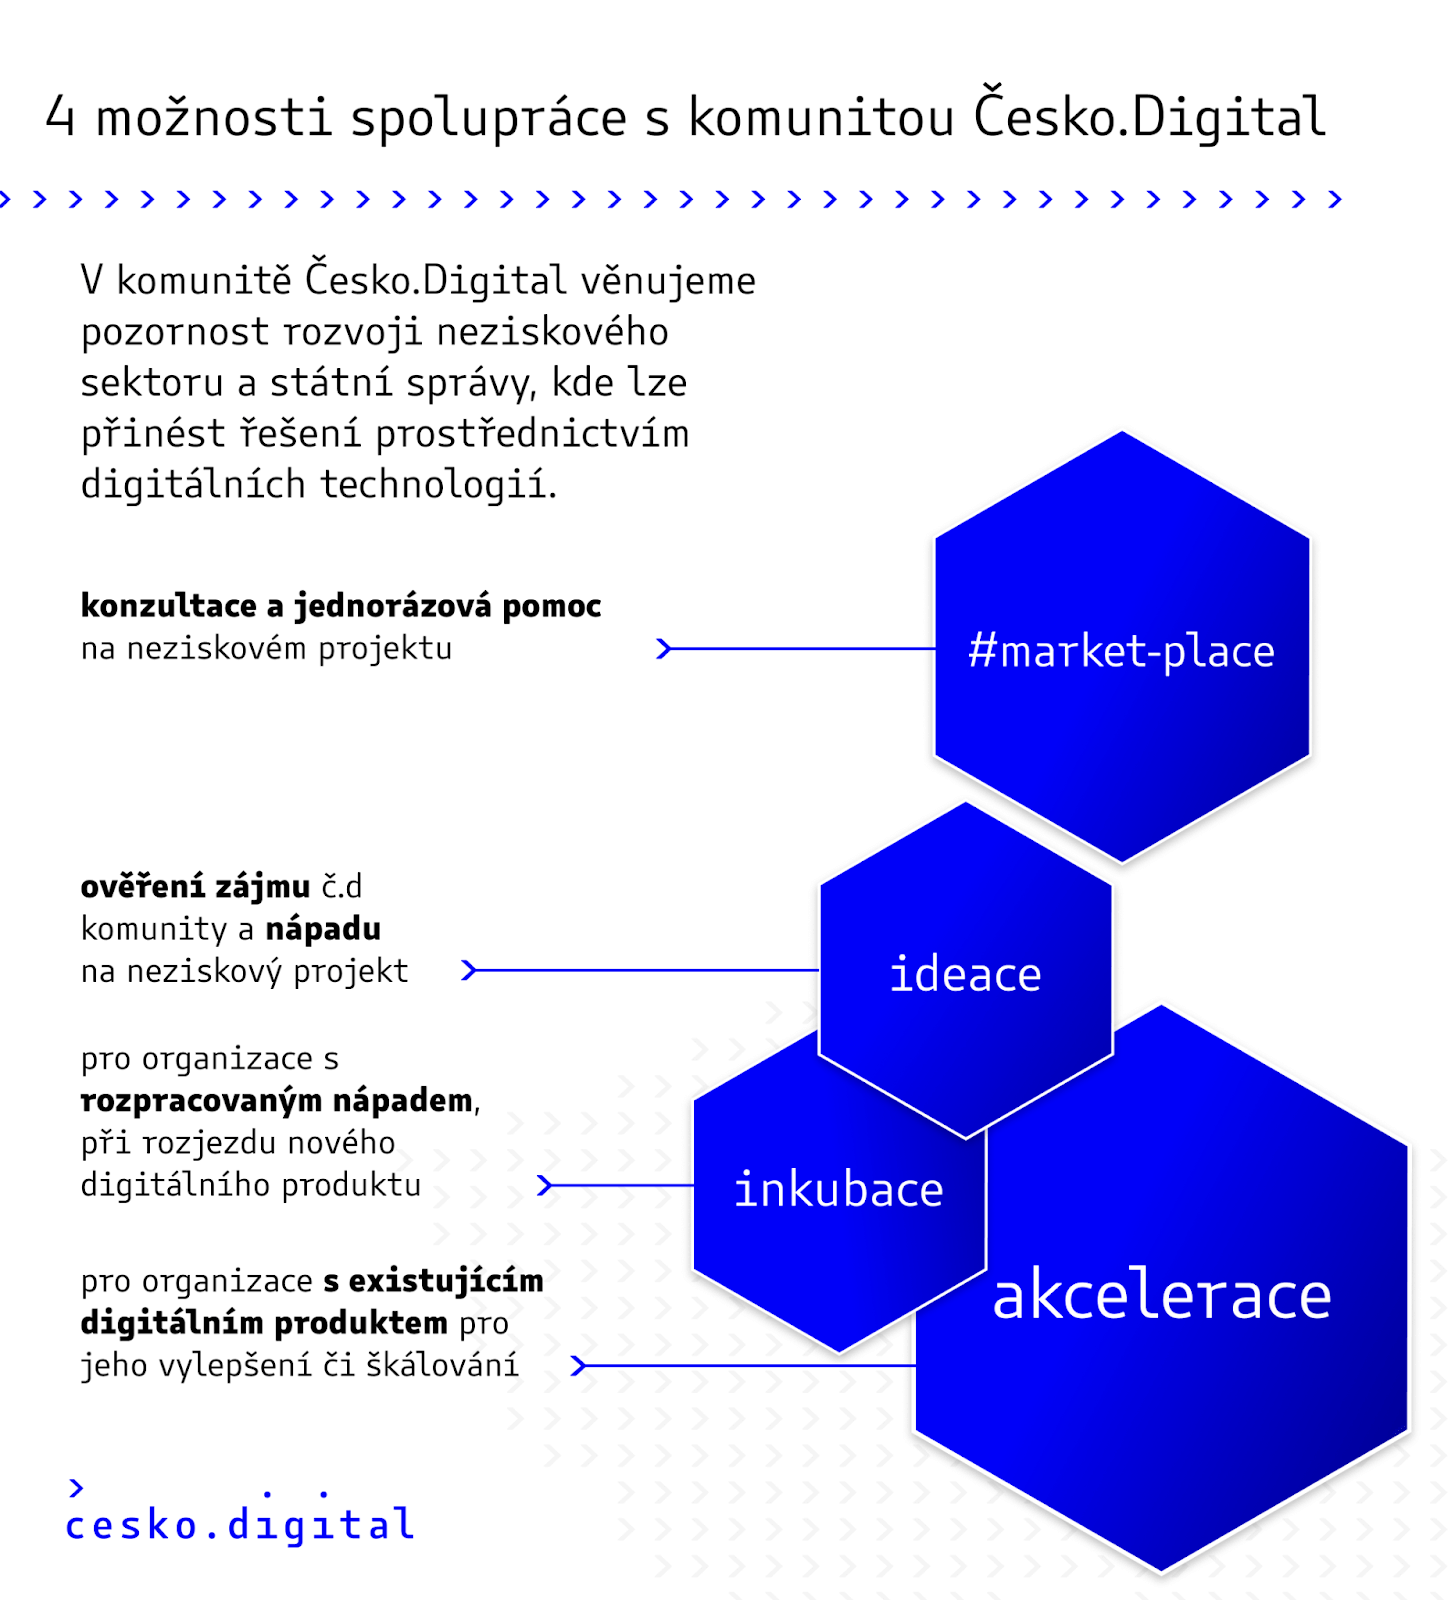 4 možnosti spolupráce s komunitou Česko.Digital
V komunitě Česko.Digital věnujeme
pozornost rozvoji neziskového
sektoru a státní správy, kde lze
přinést řešení prostřednictvím
digitálních technologií.
konzultace a jednorázová pomoc
na neziskovém projektu
#market-place
ověření zájmu č.d
komunity a nápadu
na neziskový projekt
ideace
pro organizace s
rozpracovaným nápadem,
při rozjezdu nového
digitálního produktu
inkubace
pro organizace s existujícím
digitálním produktem pro
jeho vylepšení či škálování
akcelerace
cesko.digital